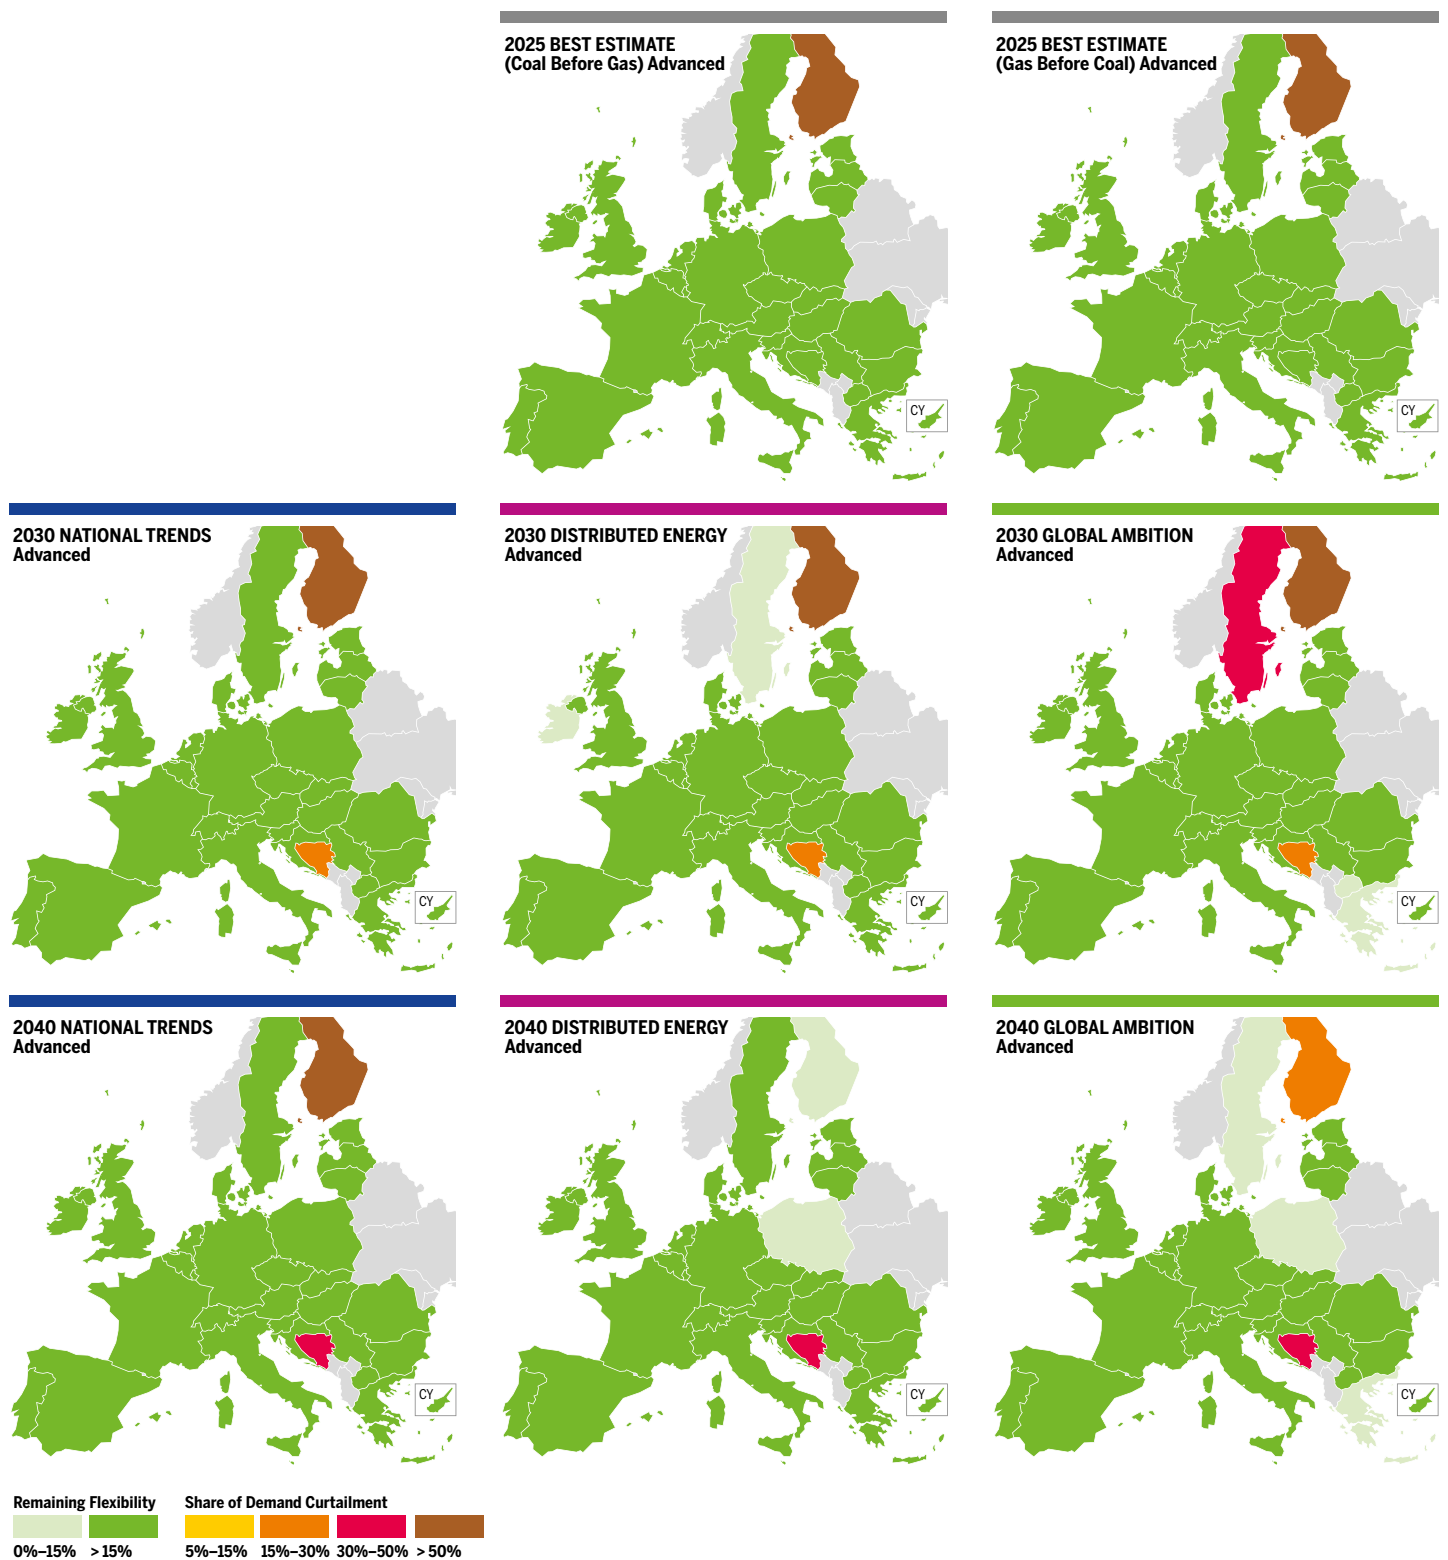 2025 BEST ESTIMATE
(Coal Before Gas) Advanced
CY
2025 BEST ESTIMATE
(Gas Before Coal) Advanced
CY
2030 NATIONAL TRENDS
Advanced
CY
2030 DISTRIBUTED ENERGY
Advanced
CY
2030 GLOBAL AMBITION
Advanced
CY
2040 NATIONAL TRENDS
Advanced
CY
2040 DISTRIBUTED ENERGY
Advanced
CY
2040 GLOBAL AMBITION
Advanced
CY
Remaining Flexibility
0%–15% > 15%
Share of Demand Curtailment
5%–15% 15%–30% 30%–50% > 50%